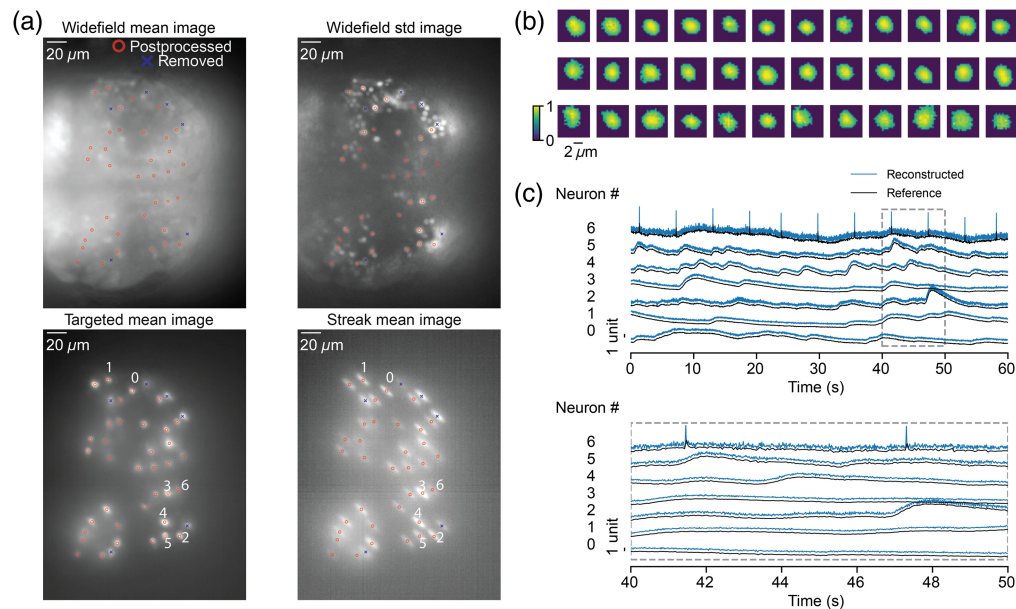 (a)
Widefield mean image
20 µm
Postprocessed
Removed
Widefield std image
20 µm
Targeted mean image
20 µm
1
0
3 6
4
5 2
Streak mean image
20 µm
1
0
3 6
4
5 2
(b)
1
0
2 µm
(c)
Reconstructed
Reference
Neuron #
6
5
4
3
2
1
0
1 unit
0 10 20 30 40 50 60
Time (s)
Neuron #
6
5
4
3
2
1
0
1 unit
40 42 44 46 48 50
Time (s)